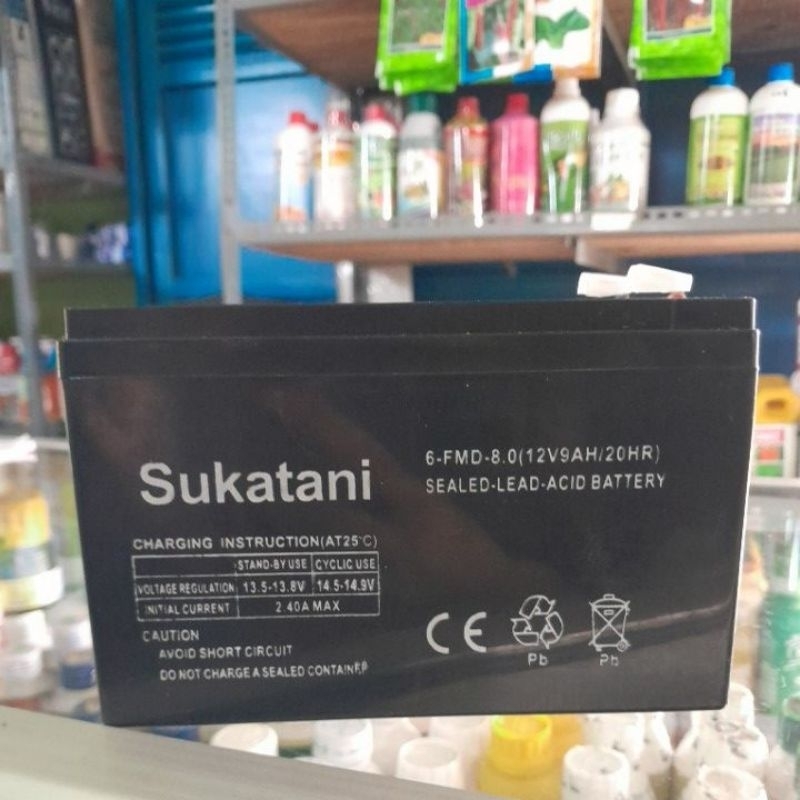 6-FMD-8.0(12V9AH/20HR)
SEALED-LEAD-ACID BATTERY
Sukatani
CHARGING INSTRUCTION(AT25°C)
STAND-BY USE CYCLIC USE
VOLTAGE REGULATION 13.5-13.8V 14.5-14.9V
INITIAL CURRENT 2.40A MAX
CAUTION
AVOID SHORT CIRCUIT
DO NOT CHARGE A SEALED CONTAINER
CE
Pb Pb